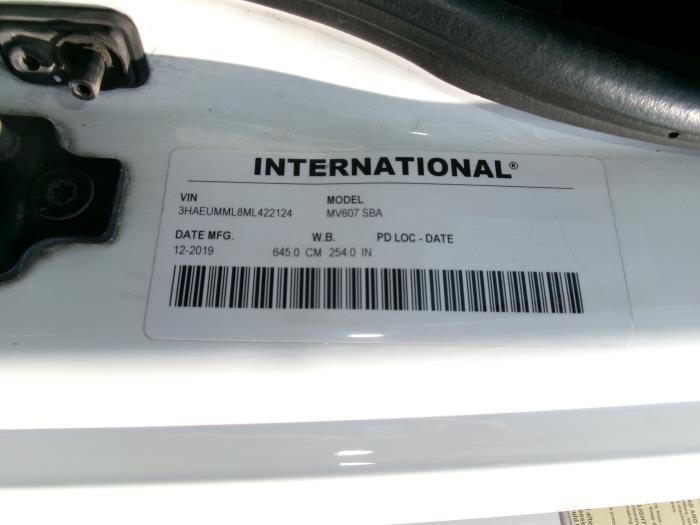 INTERNATIONAL®
VIN MODEL
3HAEUMML8ML422124 MV607 SBA
DATE MFG. W.B. PD LOC - DATE
12-2019 645.0 CM 254.0 IN